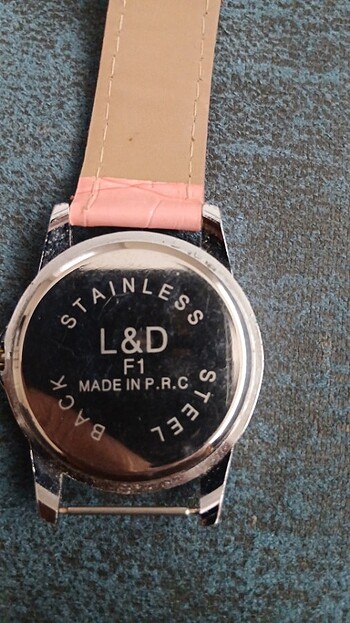 STAINLESS STEEL BACK
L&D
F1
MADE IN P.R.C